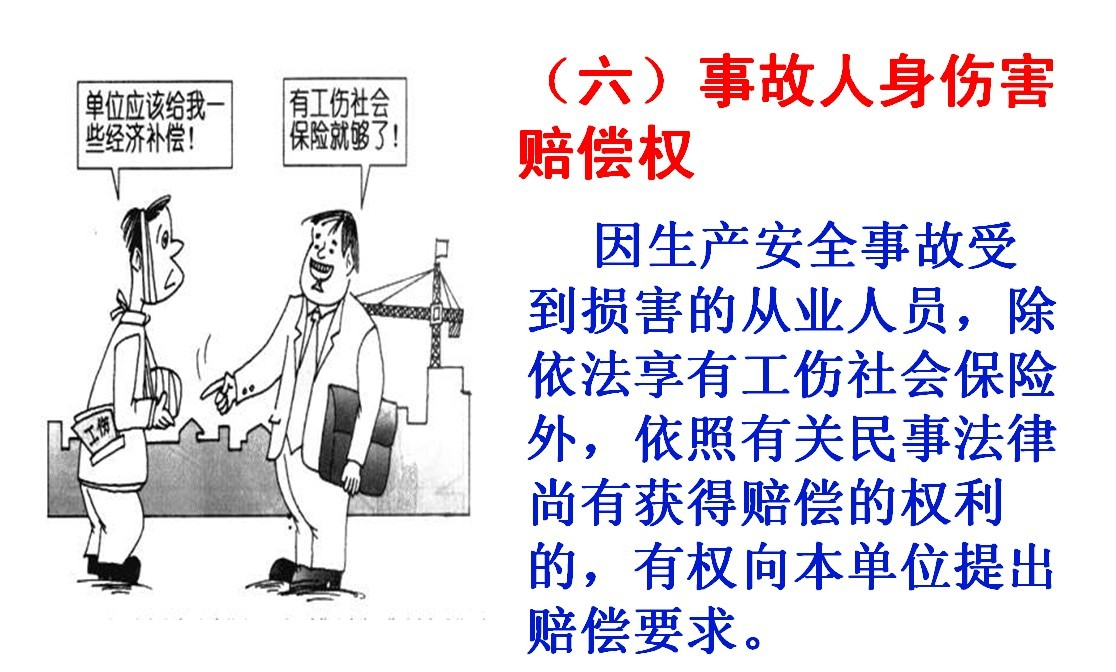 单位应该给我一
些经济补偿！
有工伤社会
保险就够了！
工伤
（六）事故人身伤害
赔偿权
因生产安全事故受
到损害的从业人员，除
依法享有工伤社会保险
外，依照有关民事法律
尚有获得赔偿的权利
的，有权向本单位提出
赔偿要求。